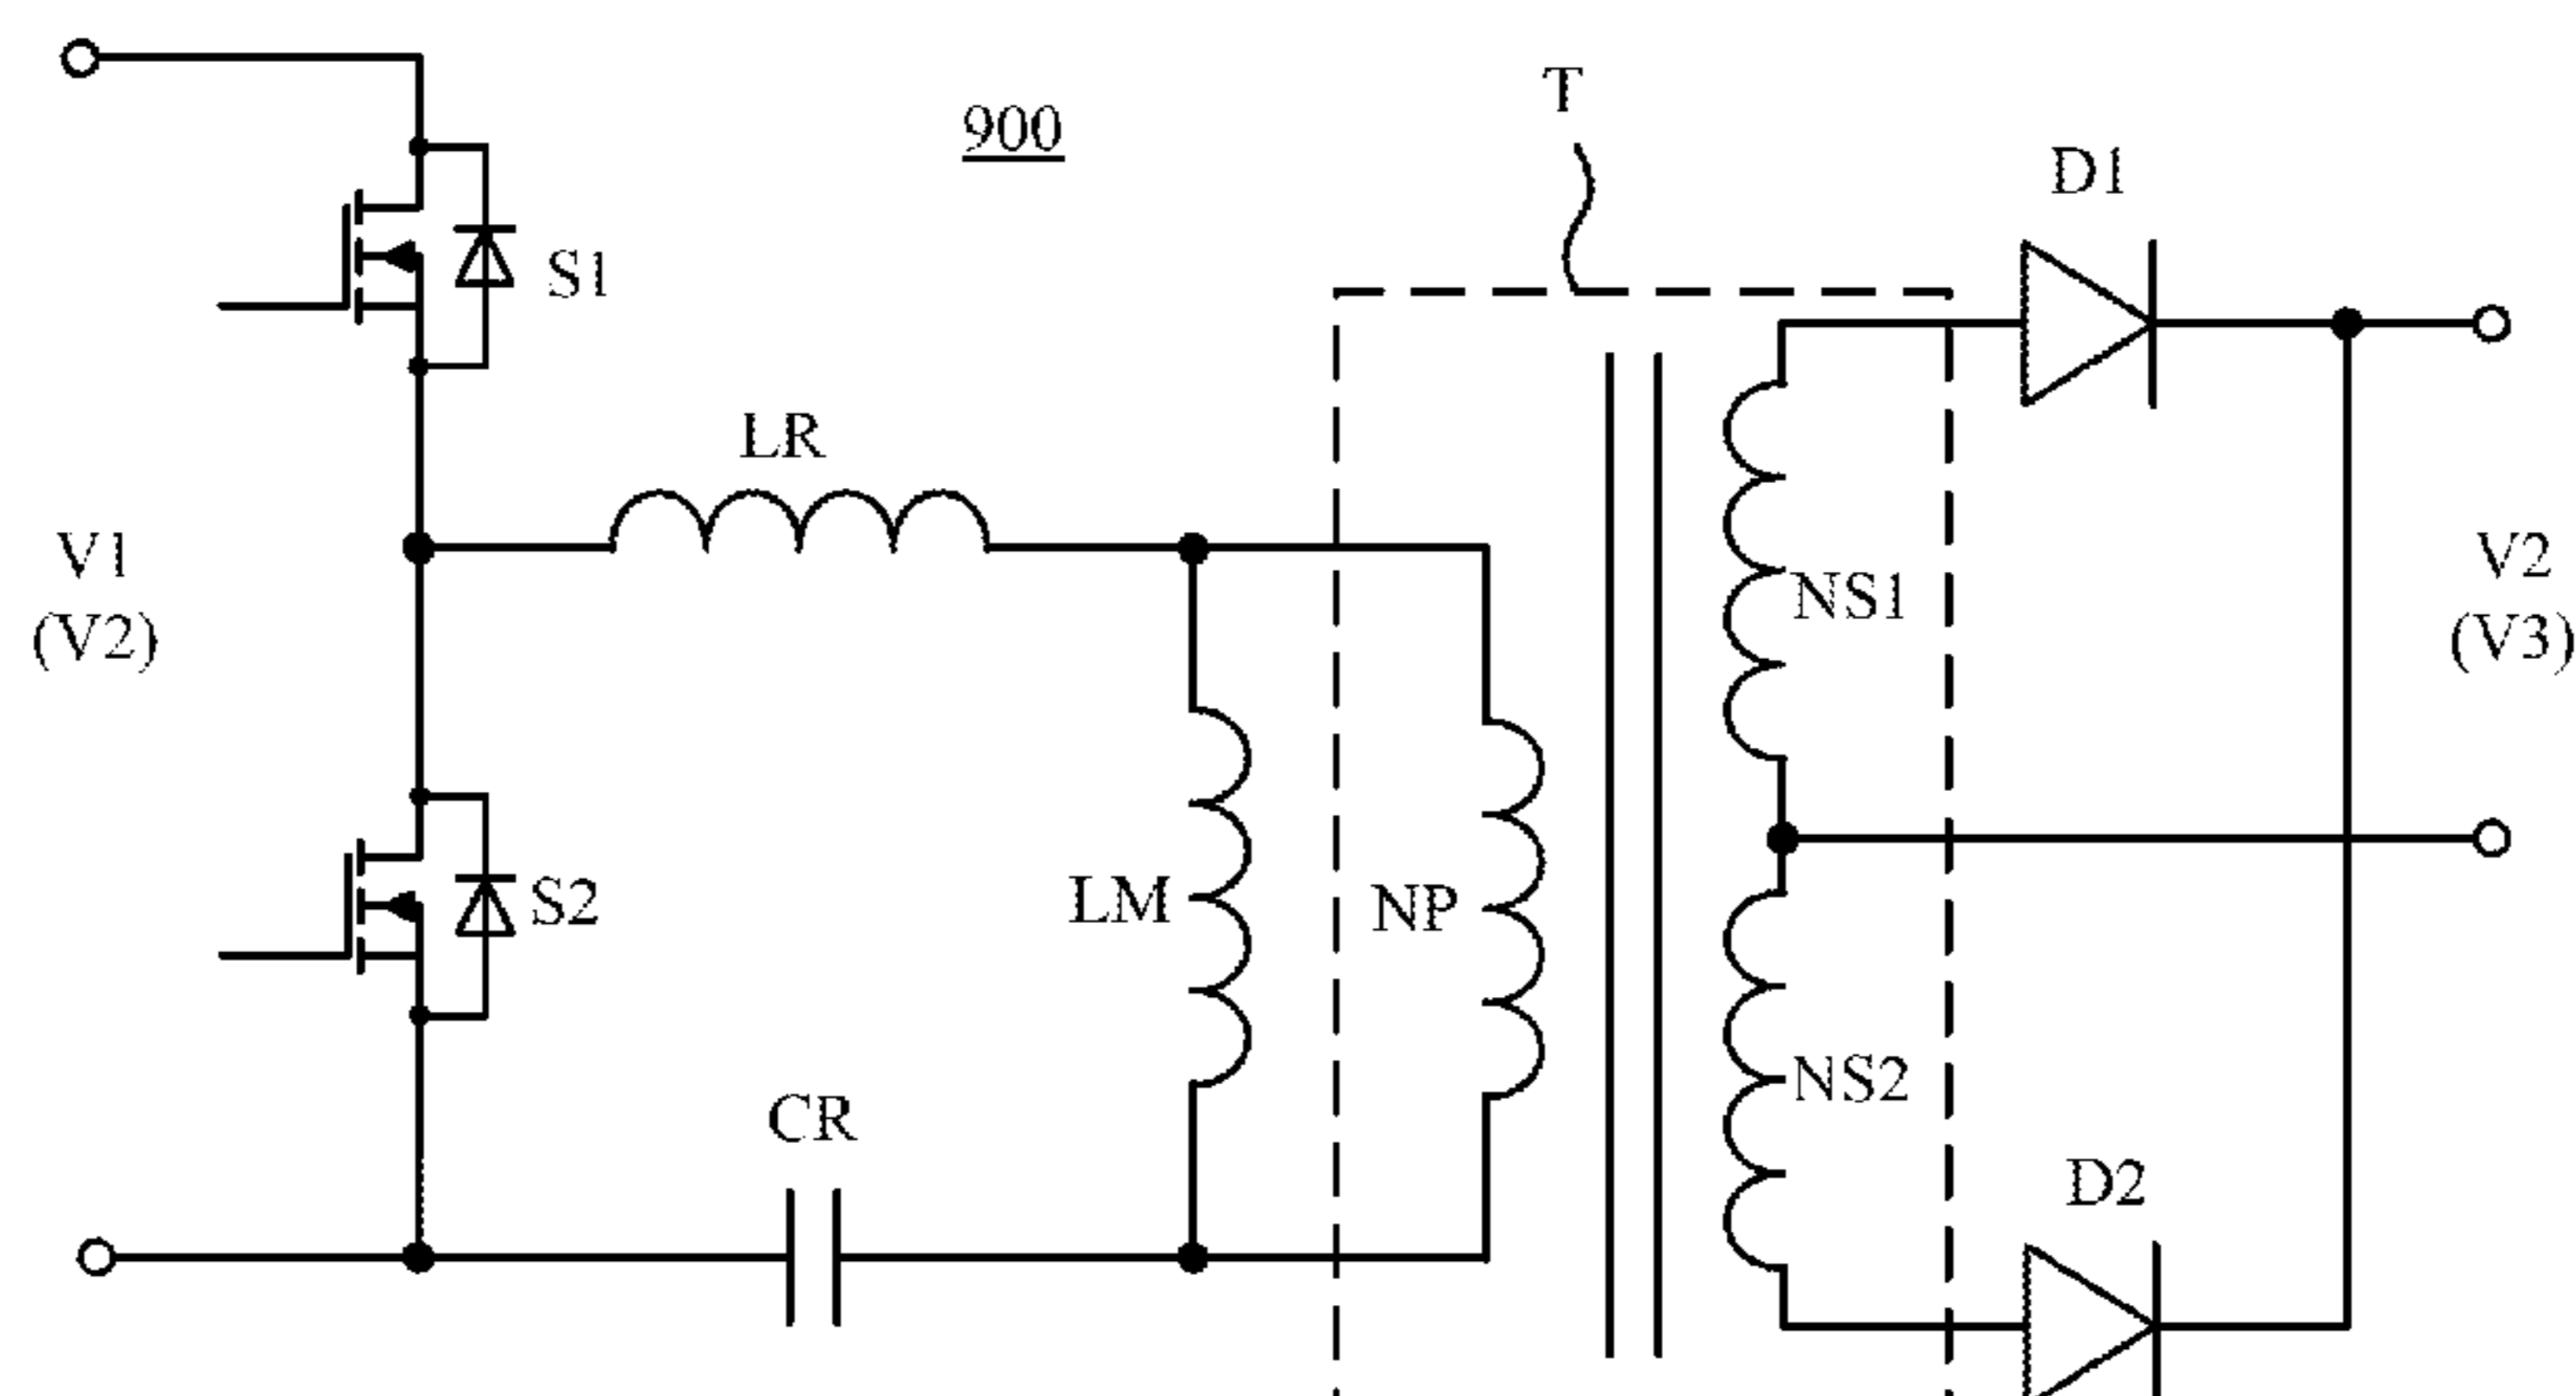 T
900
D1
S1
LR
V1
(V2)
NS1
V2
(V3)
S2
LM
NP
NS2
CR
D2